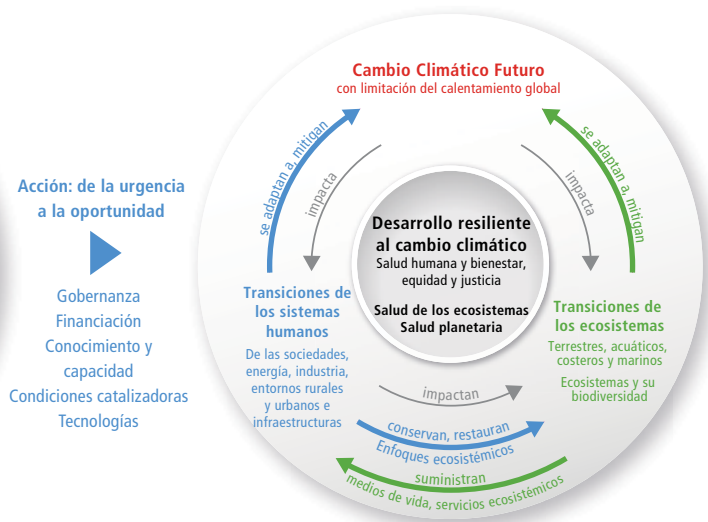 Cambio Climático Futuro
con limitación del calentamiento global
se adaptan a, mitigan
impacta
impacta
se adaptan a, mitigan
Acción: de la urgencia
a la oportunidad
Gobernanza
Financiación
Conocimiento y
capacidad
Condiciones catalizadoras
Tecnologías
Desarrollo resiliente
al cambio climático
Salud humana y bienestar,
equidad y justicia
Salud de los ecosistemas
Salud planetaria
Transiciones de
los sistemas
humanos
De las sociedades,
energía, industria,
entornos rurales
y urbanos e
infraestructuras
Transiciones de
los ecosistemas
Terrestres, acuáticos,
costeros y marinos
Ecosistemas y su
biodiversidad
impactan
conservan, restauran
Enfoques ecosistémicos
suministran
medios de vida, servicios ecosistémicos